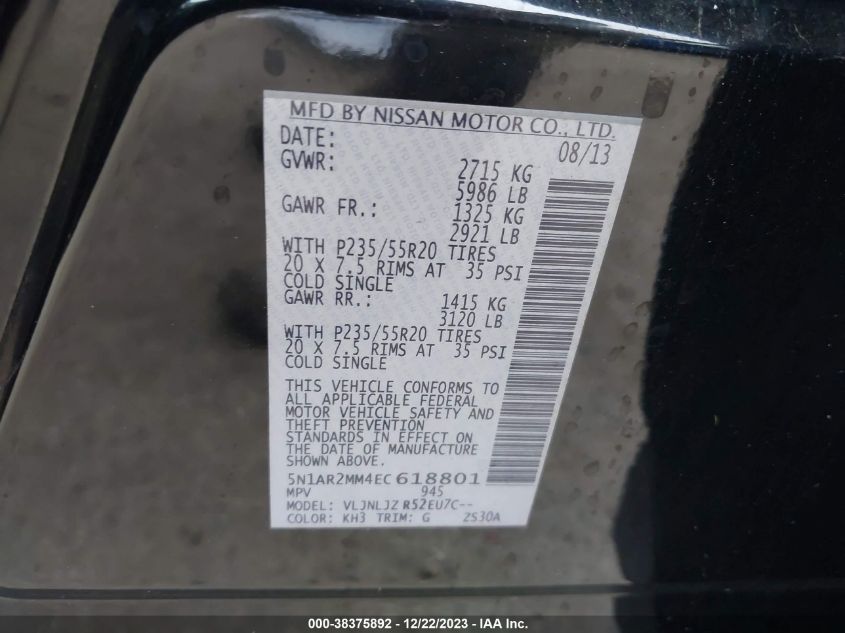 MFD BY NISSAN MOTOR CO., LTD.
DATE: 08/13
GVWR: 2715 KG
5986 LB
GAWR FR.: 1325 KG
2921 LB
WITH P235/55R20 TIRES
20 X 7.5 RIMS AT 35 PSI
COLD SINGLE
GAWR RR.: 1415 KG
3120 LB
WITH P235/55R20 TIRES
20 X 7.5 RIMS AT 35 PSI
COLD SINGLE
THIS VEHICLE CONFORMS TO
ALL APPLICABLE FEDERAL
MOTOR VEHICLE SAFETY AND
THEFT PREVENTION
STANDARDS IN EFFECT ON
THE DATE OF MANUFACTURE
SHOWN ABOVE.
5N1AR2MM4EC618801
MPV 945
MODEL: VLJNLJZ R52EU7C--
COLOR: KH3 TRIM: G ZS30A
000-38375892 - 12/22/2023 - IAA Inc.